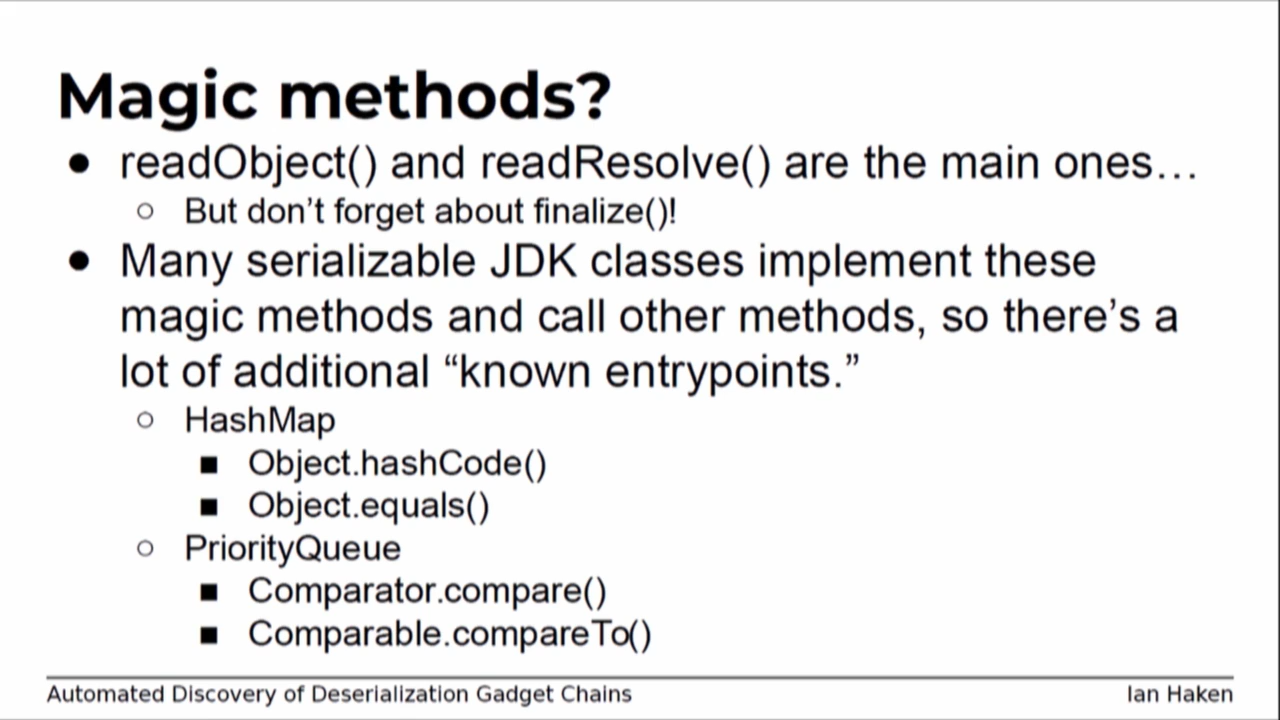 Magic methods?
● readObject() and readResolve() are the main ones…
○ But don’t forget about finalize()!
● Many serializable JDK classes implement these
magic methods and call other methods, so there’s a
lot of additional “known entrypoints.”
○ HashMap
■ Object.hashCode()
■ Object.equals()
○ PriorityQueue
■ Comparator.compare()
■ Comparable.compareTo()
Automated Discovery of Deserialization Gadget Chains
Ian Haken